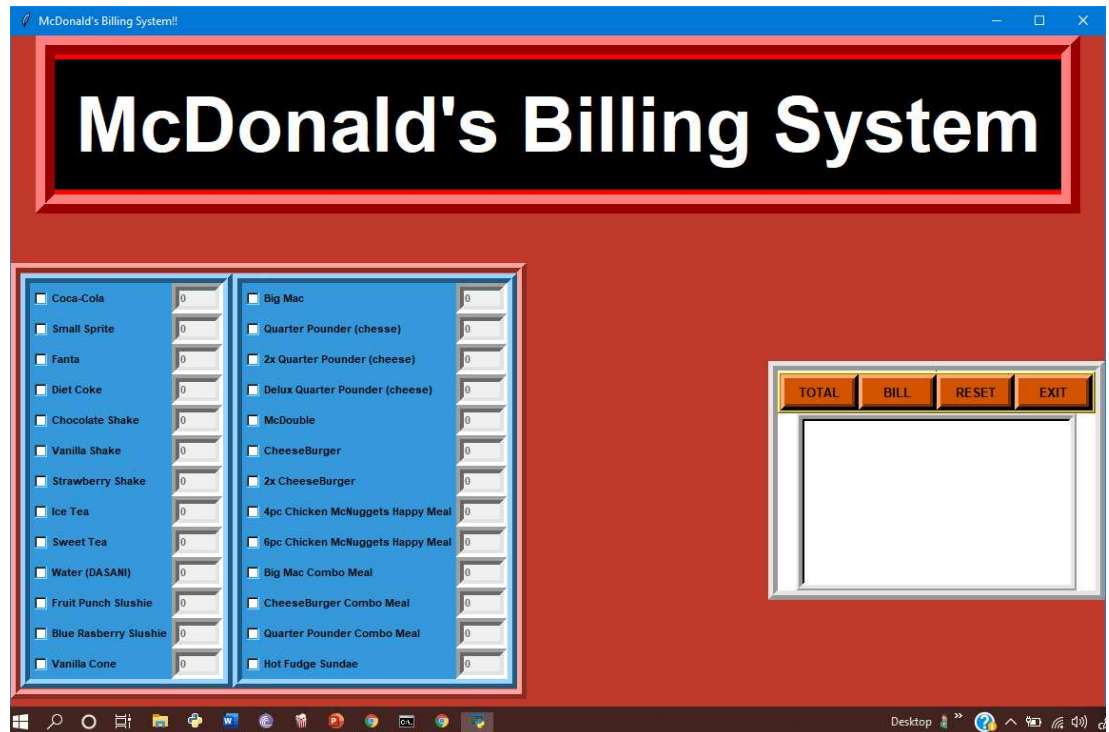 McDonald's Billing System!!
McDonald's Billing System
Coca-Cola 0
Small Sprite 0
Fanta 0
Diet Coke 0
Chocolate Shake 0
Vanilla Shake 0
Strawberry Shake 0
Ice Tea 0
Sweet Tea 0
Water (DASANI) 0
Fruit Punch Slushie 0
Blue Rasberry Slushie 0
Vanilla Cone 0
Big Mac 0
Quarter Pounder (chesse) 0
2x Quarter Pounder (cheese) 0
Delux Quarter Pounder (cheese) 0
McDouble 0
CheeseBurger 0
2x CheeseBurger 0
4pc Chicken McNuggets Happy Meal 0
6pc Chicken McNuggets Happy Meal 0
Big Mac Combo Meal 0
CheeseBurger Combo Meal 0
Quarter Pounder Combo Meal 0
Hot Fudge Sundae 0
TOTAL BILL RESET EXIT
Desktop